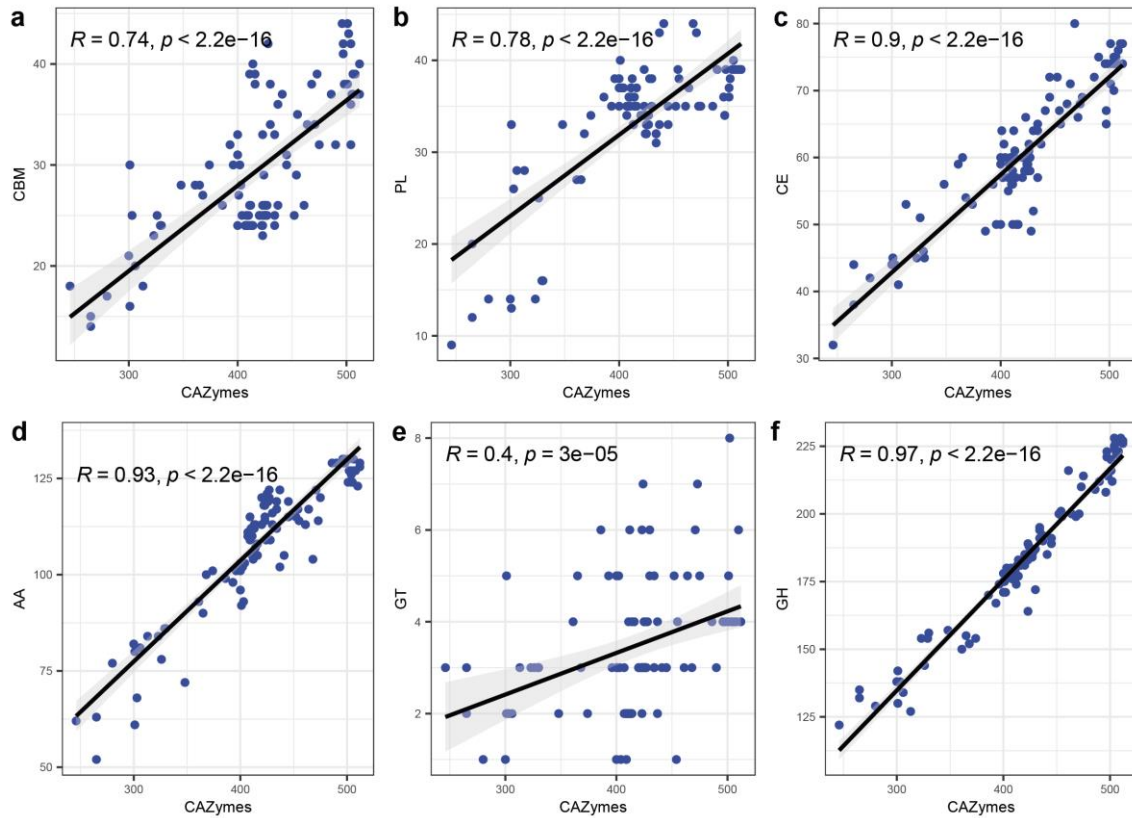 a
R = 0.74, p < 2.2e−16
40
30
20
CBM
300 400 500
CAZymes
b
R = 0.78, p < 2.2e−16
40
30
20
10
PL
300 400 500
CAZymes
c
R = 0.9, p < 2.2e−16
80
70
60
50
40
30
CE
300 400 500
CAZymes
d
R = 0.93, p < 2.2e−16
125
100
75
50
AA
300 400 500
CAZymes
e
R = 0.4, p = 3e−05
8
6
4
2
GT
300 400 500
CAZymes
f
R = 0.97, p < 2.2e−16
225
200
175
150
125
GH
300 400 500
CAZymes